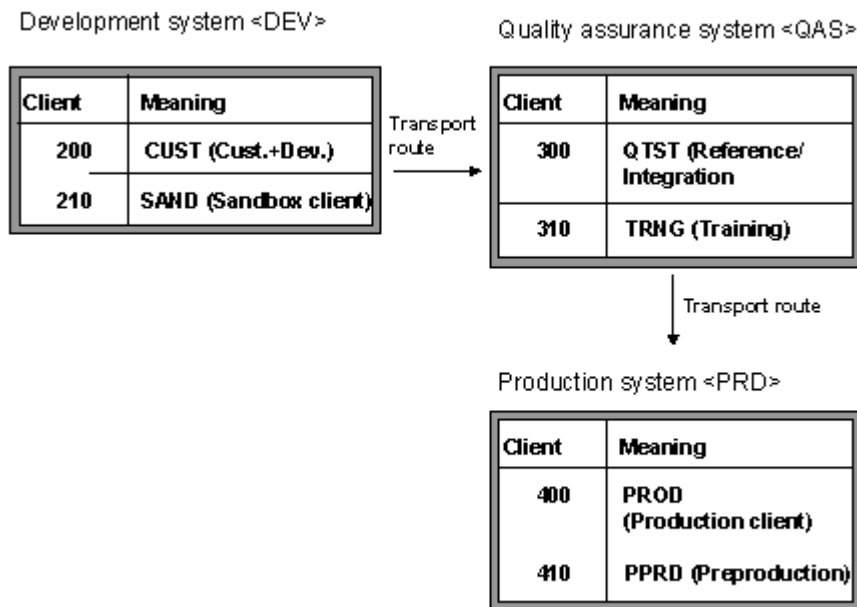 Development system <DEV>
Client Meaning
200 CUST (Cust.+Dev.)
210 SAND (Sandbox client)
Transport
route
Quality assurance system <QAS>
Client Meaning
300 QTST (Reference/
Integration
310 TRNG (Training)
Transport route
Production system <PRD>
Client Meaning
400 PROD
(Production client)
410 PPRD (Preproduction)